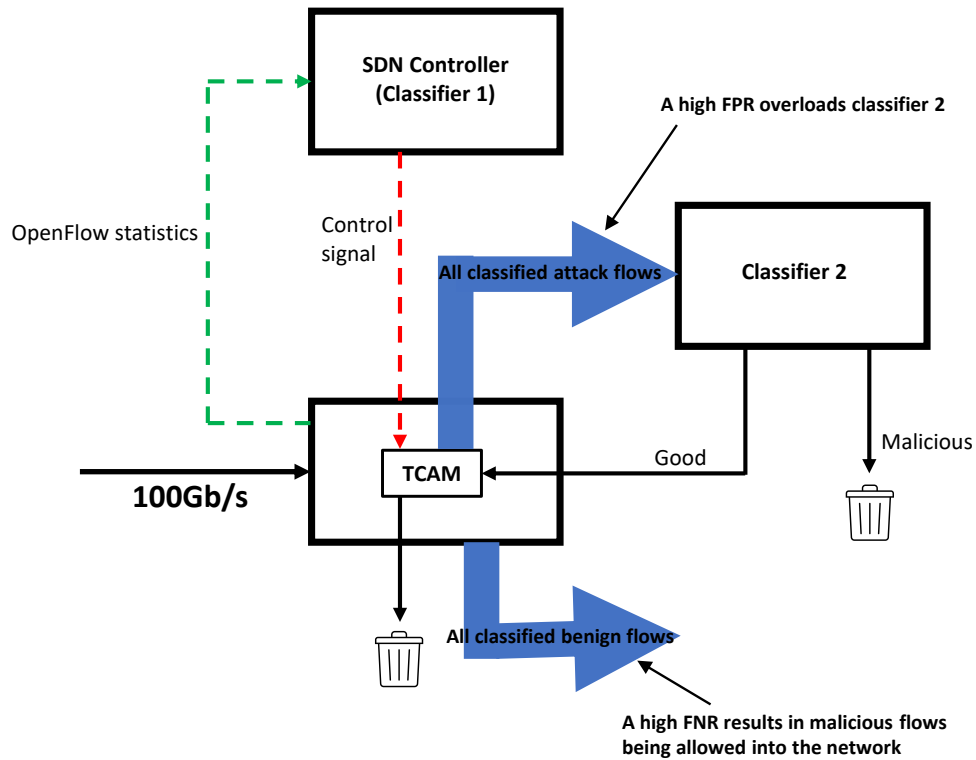 SDN Controller
(Classifier 1)
A high FPR overloads classifier 2
OpenFlow statistics
Control
signal
All classified attack flows
Classifier 2
100Gb/s
TCAM
Good
Malicious
All classified benign flows
A high FNR results in malicious flows
being allowed into the network